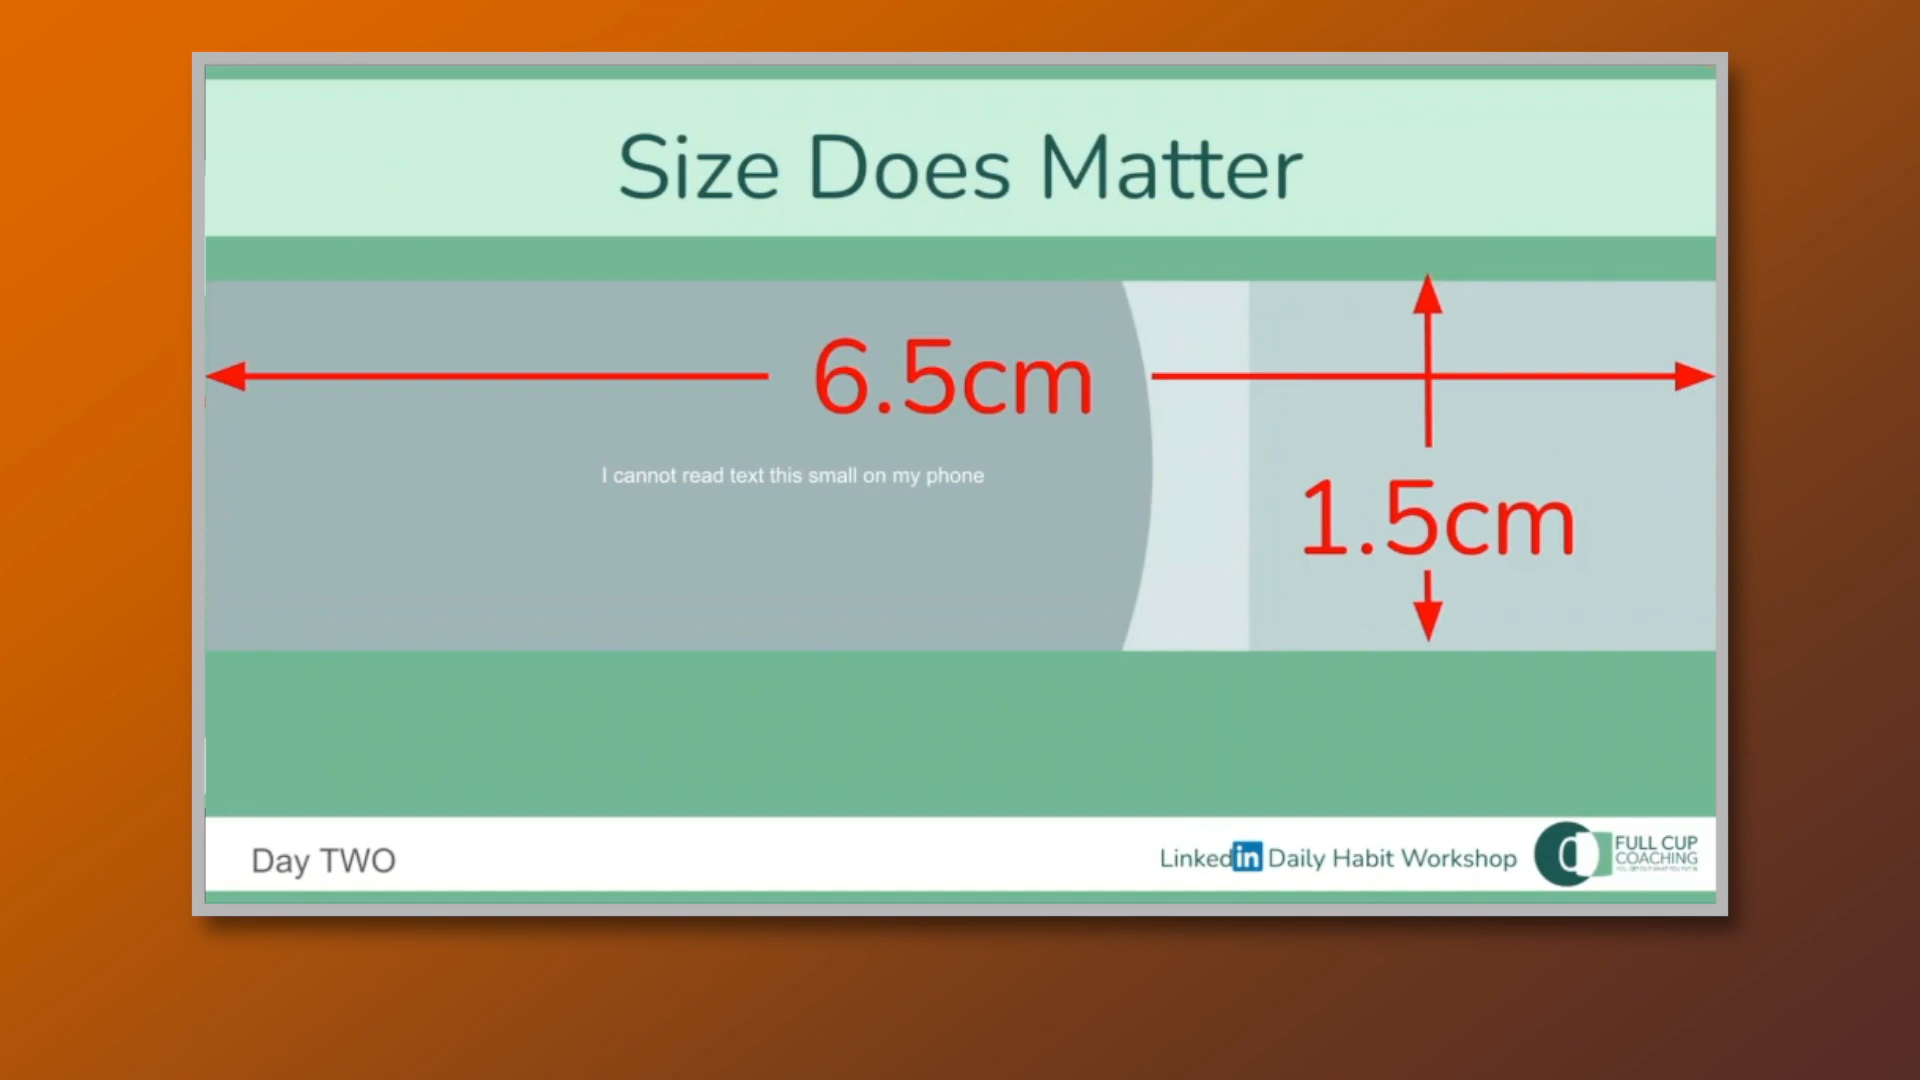 Size Does Matter
6.5cm
I cannot read text this small on my phone
1.5cm
Day TWO
Linkedin Daily Habit Workshop
FULL CUP
COACHING